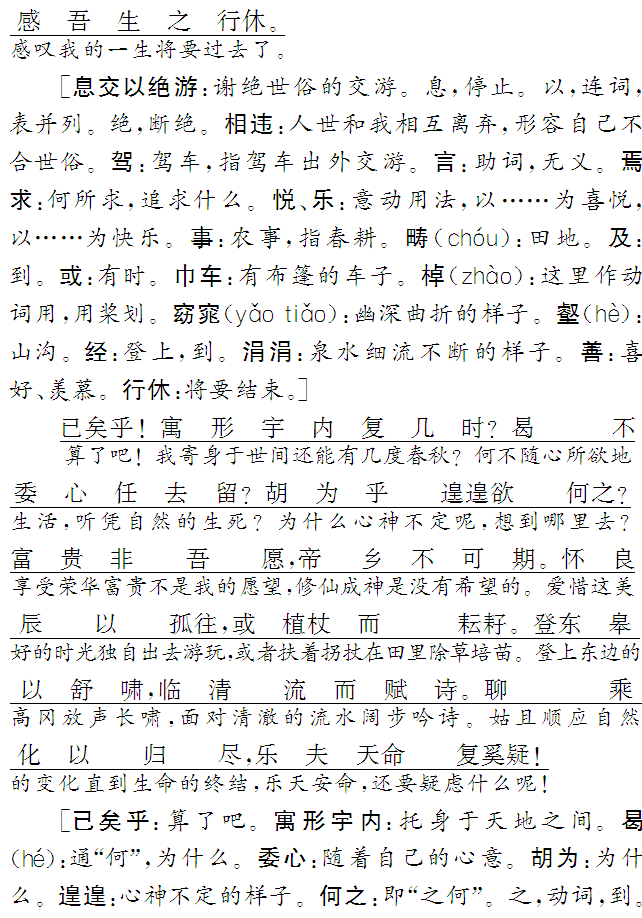 感吾生之行休。
感叹我的一生将要过去了。
[息交以绝游:谢绝世俗的交游。息,停止。以,连词,
表并列。绝,断绝。相违:人世和我相互离弃,形容自己不
合世俗。驾:驾车,指驾车出外交游。言:助词,无义。焉
求:何所求,追求什么。悦、乐:意动用法,以……为喜悦,
以……为快乐。事:农事,指春耕。畴(chóu):田地。及:
到。或:有时。巾车:有布篷的车子。棹(zhào):这里作动
词用,用桨划。窈窕(yǎo tiǎo):幽深曲折的样子。壑(hè):
山沟。经:登上,到。涓涓:泉水细流不断的样子。善:喜
好、羡慕。行休:将要结束。]
已矣乎!寓形宇内复几时?曷不
算了吧!我寄身于世间还能有几度春秋?何不随心所欲地
委心任去留?胡为乎遑遑欲何之?
生活,听凭自然的生死?为什么心神不定呢,想到哪里去?
富贵非吾愿,帝乡不可期。怀良
享受荣华富贵不是我的愿望,修仙成神是没有希望的。爱惜这美
辰以孤往,或植杖而耘耔。登东皋
好的时光独自出去游玩,或者扶着拐杖在田里除草培苗。登上东边的
以舒啸,临清流而赋诗。聊乘
高冈放声长啸,面对清澈的流水阔步吟诗。姑且顺应自然
化以归尽,乐夫天命复奚疑!
的变化直到生命的终结,乐天安命,还要疑虑什么呢!
[已矣乎:算了吧。寓形宇内:托身于天地之间。曷
(hé):通“何”,为什么。委心:随着自己的心意。胡为:为什
么。遑遑:心神不定的样子。何之:即“之何”。之,动词,到。